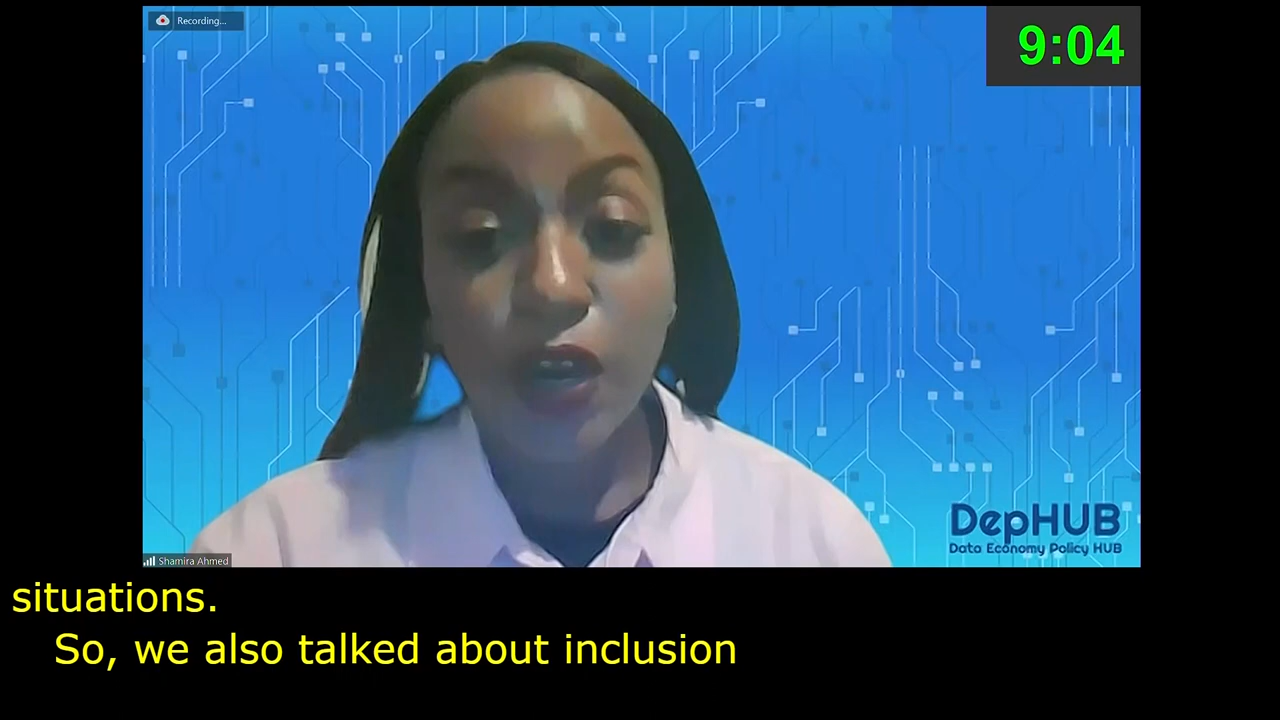 Recording...
9:04
DepHUB
Data Economy Policy HUB
Shamira Ahmed
situations.
So, we also talked about inclusion